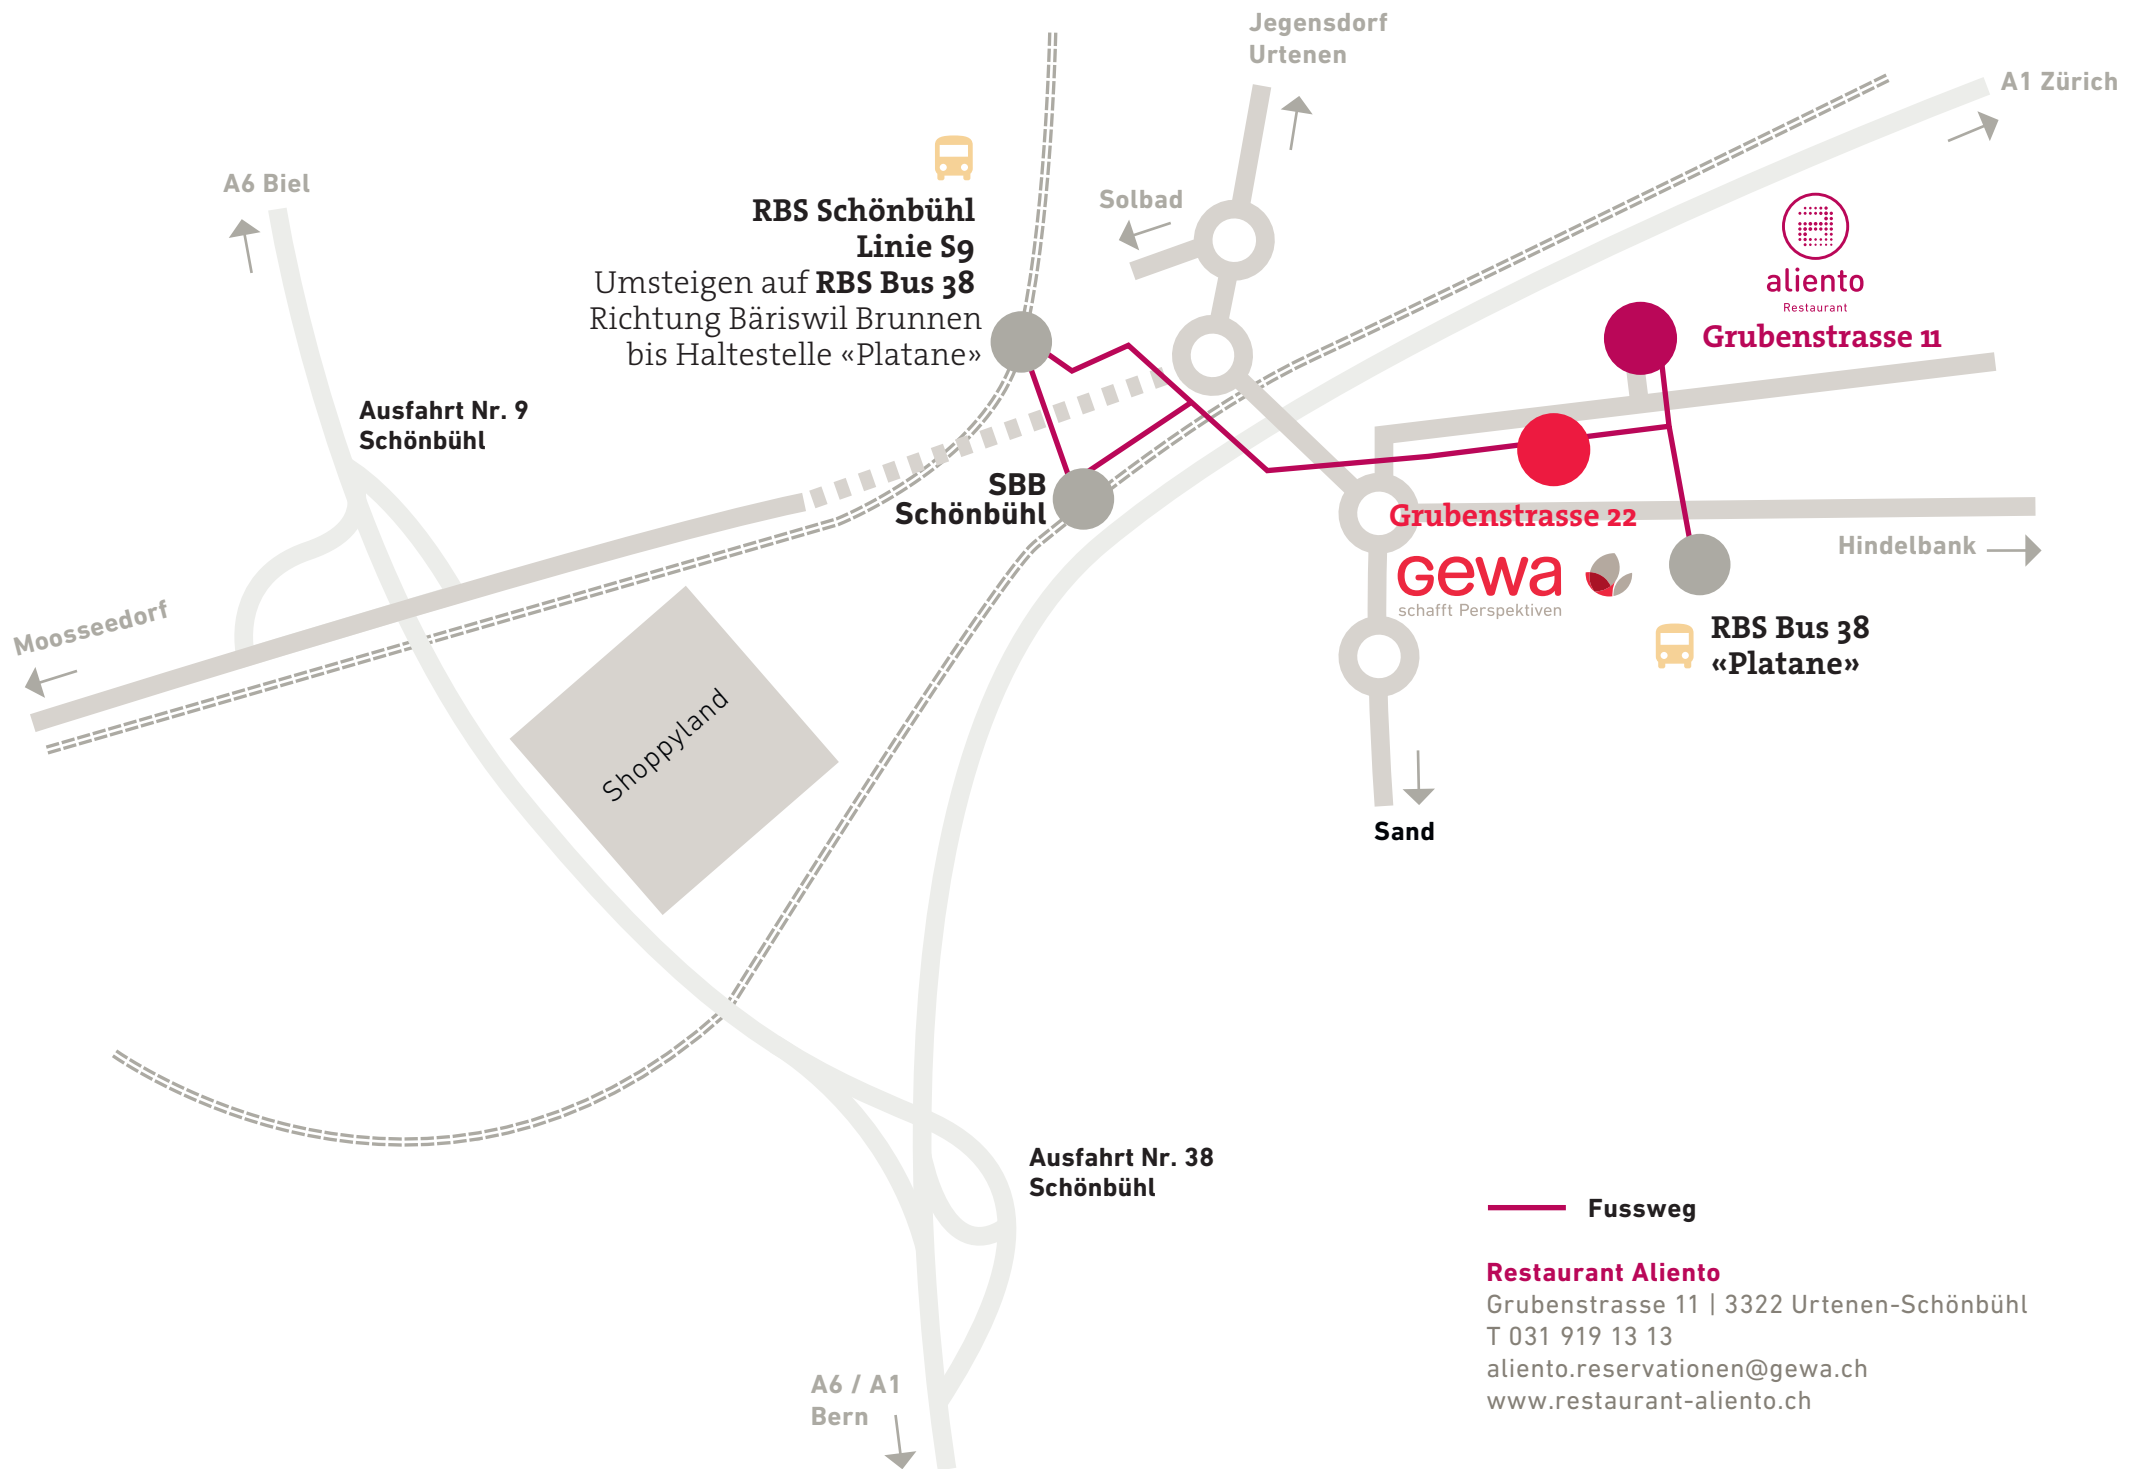 Jegensdorf
Urtenen
A1 Zürich
A6 Biel
Solbad
RBS Schönbühl
Linie S9
Umsteigen auf RBS Bus 38
Richtung Bäriswil Brunnen
bis Haltestelle «Platane»
aliento
Restaurant
Grubenstrasse 11
Ausfahrt Nr. 9
Schönbühl
SBB
Schönbühl
Grubenstrasse 22
Hindelbank
Gewa
schafft Perspektiven
Moosseedorf
RBS Bus 38
«Platane»
Shoppyland
Sand
Ausfahrt Nr. 38
Schönbühl
Fussweg
Restaurant Aliento
Grubenstrasse 11 | 3322 Urtenen-Schönbühl
T 031 919 13 13
aliento.reservationen@gewa.ch
www.restaurant-aliento.ch
A6 / A1
Bern